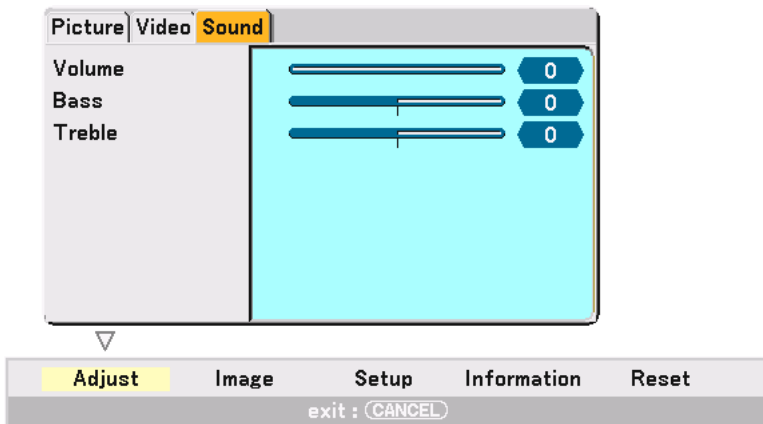 Picture Video Sound
Volume 0
Bass 0
Treble 0
Adjust Image Setup Information Reset
exit : CANCEL